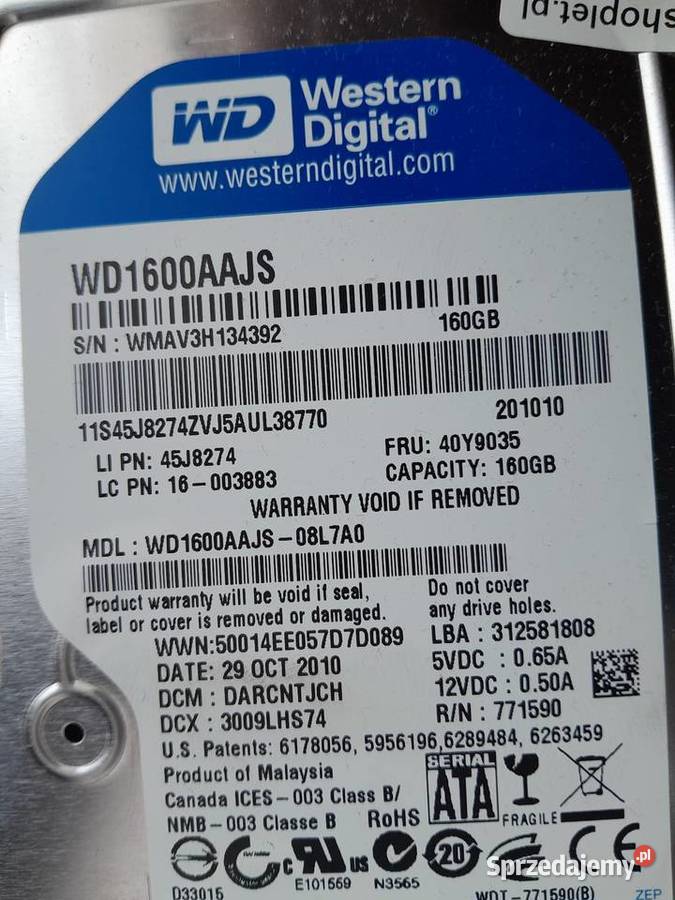 shoplet.pl
WD Western Digital®
www.westerndigital.com
WD1600AAJS
S/N : WMAV3H134392 160GB
11S45J8274ZVJ5AUL38770 201010
LI PN: 45J8274 FRU: 40Y9035
LC PN: 16-003883 CAPACITY: 160GB
WARRANTY VOID IF REMOVED
MDL : WD1600AAJS-08L7A0
Product warranty will be void if seal,
label or cover is removed or damaged.
Do not cover
any drive holes.
WWN:50014EE057D7D089 LBA : 312581808
DATE: 29 OCT 2010 5VDC : 0.65A
DCM : DARCNTJCH 12VDC : 0.50A
DCX : 3009LHS74 R/N : 771590
U.S. Patents: 6178056, 5956196,6289484, 6263459
Product of Malaysia
Canada ICES-003 Class B/
NMB-003 Classe B RoHS
SERIAL
ATA
FRAGILE
c US 20 CE
D33015 E101559 N3565 WDT-771590(B) ZEP
Sprzedajemy.pl